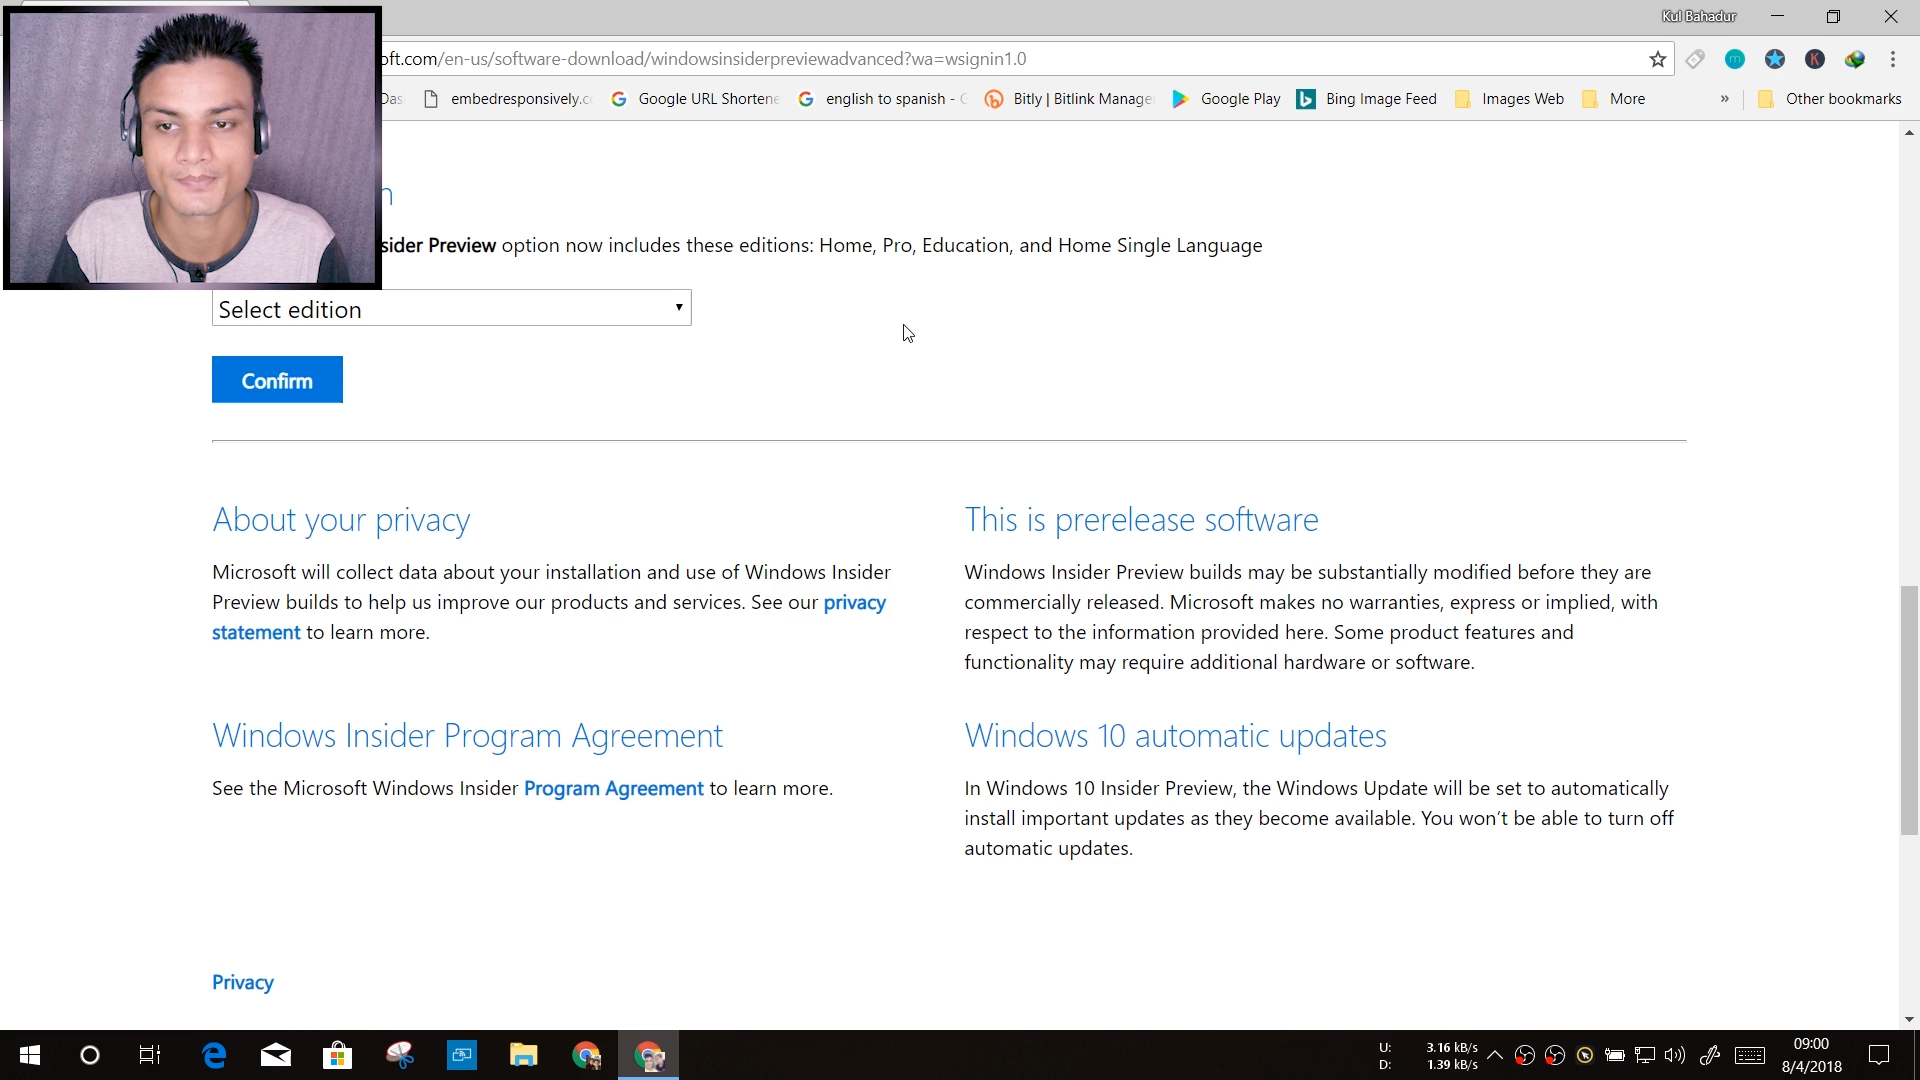 Kul Bahadur
oft.com/en-us/software-download/windowsinsiderpreviewadvanced?wa=wsignin1.0
Das embedresponsively.c Google URL Shortene english to spanish - G Bitly | Bitlink Manage Google Play Bing Image Feed Images Web More » Other bookmarks
n
sider Preview option now includes these editions: Home, Pro, Education, and Home Single Language
Select edition
Confirm
About your privacy
Microsoft will collect data about your installation and use of Windows Insider
Preview builds to help us improve our products and services. See our privacy
statement to learn more.
This is prerelease software
Windows Insider Preview builds may be substantially modified before they are
commercially released. Microsoft makes no warranties, express or implied, with
respect to the information provided here. Some product features and
functionality may require additional hardware or software.
Windows Insider Program Agreement
See the Microsoft Windows Insider Program Agreement to learn more.
Windows 10 automatic updates
In Windows 10 Insider Preview, the Windows Update will be set to automatically
install important updates as they become available. You won't be able to turn off
automatic updates.
Privacy
U: 3.16 kB/s
D: 1.39 kB/s
09:00
8/4/2018